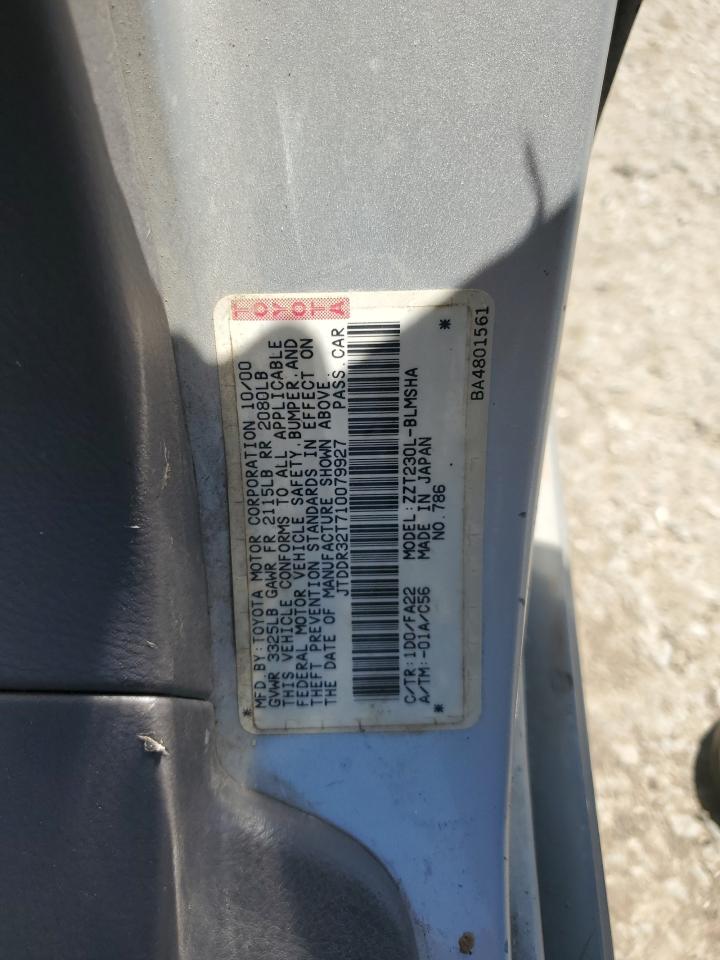 TOYOTA
MFD. BY: TOYOTA MOTOR CORPORATION 10/00
GVWR 3325LB GAWR FR 2115LB RR 2080LB
THIS VEHICLE CONFORMS TO ALL APPLICABLE
FEDERAL MOTOR VEHICLE SAFETY, BUMPER, AND
THEFT PREVENTION STANDARDS IN EFFECT ON
THE DATE OF MANUFACTURE SHOWN ABOVE.
JTDDR32T710079927 PASS. CAR
C/TR: 1D0/FA22 MODEL: ZZT230L-BLMSHA
A/TM: -01A/C56 MADE IN JAPAN
NO. 786
BA4801561